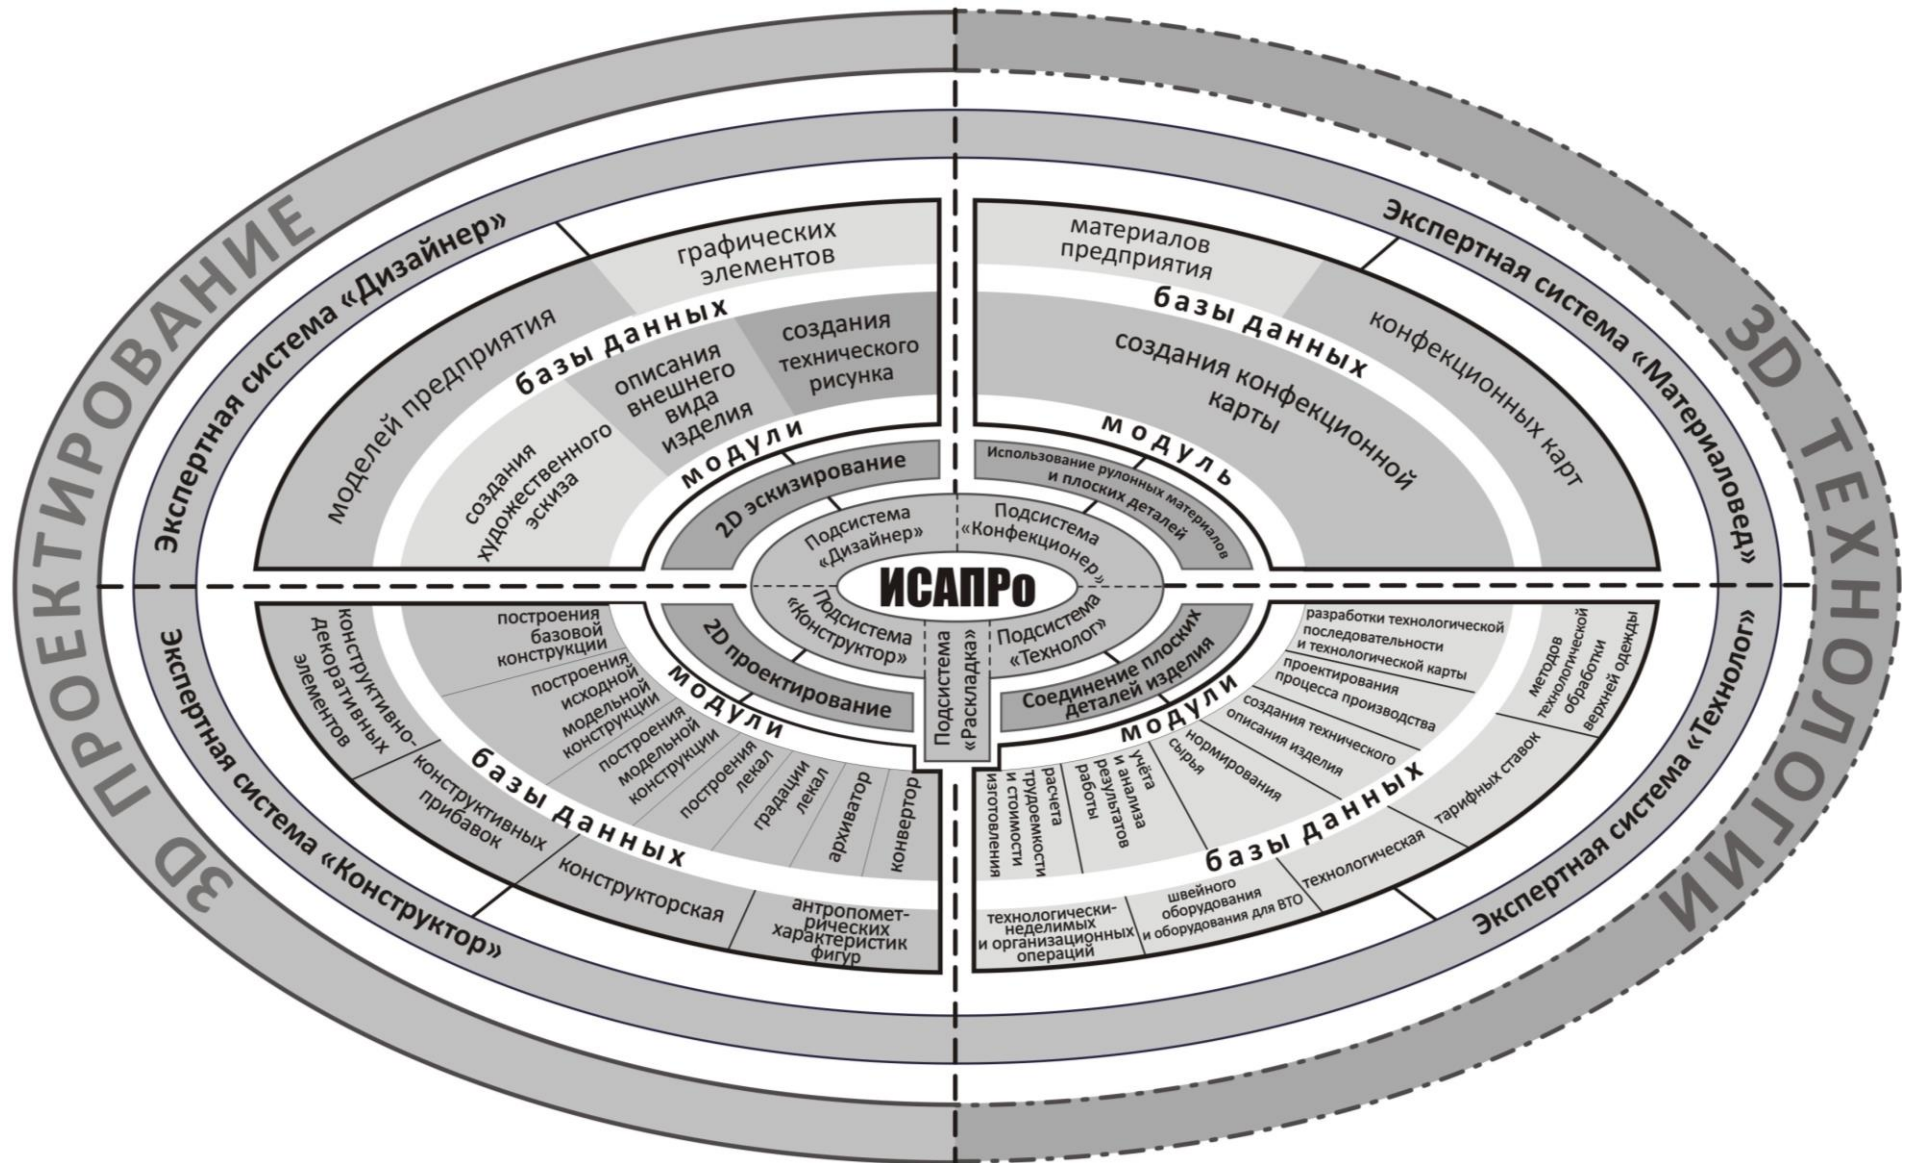 3D ПРОЕКТИРОВАНИЕ
3D ТЕХНОЛОГИИ
Экспертная система «Дизайнер»
Экспертная система «Материаловед»
Экспертная система «Конструктор»
Экспертная система «Технолог»
моделей предприятия
графических
элементов
базы данных
создания
художественного
эскиза
описания
внешнего
вида
изделия
создания
технического
рисунка
модули
2D эскизирование
Подсистема
«Дизайнер»
материалов
предприятия
конфекционных карт
базы данных
создания конфекционной
карты
модуль
Использование рулонных материалов
и плоских деталей
Подсистема
«Конфекционер»
ИСАПРо
Подсистема
«Конструктор»
2D проектирование
модули
построения
базовой
конструкции
построения
исходной
модельной
конструкции
построения
модельной
конструкции
построения
лекал
градации
лекал
архиватор
конвертор
базы данных
конструктивно-
декоративных
элементов
конструктивных
прибавок
конструкторская
антропомет-
рических
характеристик
фигур
Подсистема
«Раскладка»
Подсистема
«Технолог»
Соединение плоских
деталей изделия
модули
разработки технологической
последовательности
и технологической карты
проектирования
процесса производства
создания технического
описания изделия
нормирования
сырья
учёта
и анализа
результатов
работы
расчета
трудоемкости
и стоимости
изготовления
базы данных
методов
технологической
обработки
верхней одежды
тарифных ставок
технологическая
швейного
оборудования
и оборудования для ВТО
технологически-
неделимых
и организационных
операций